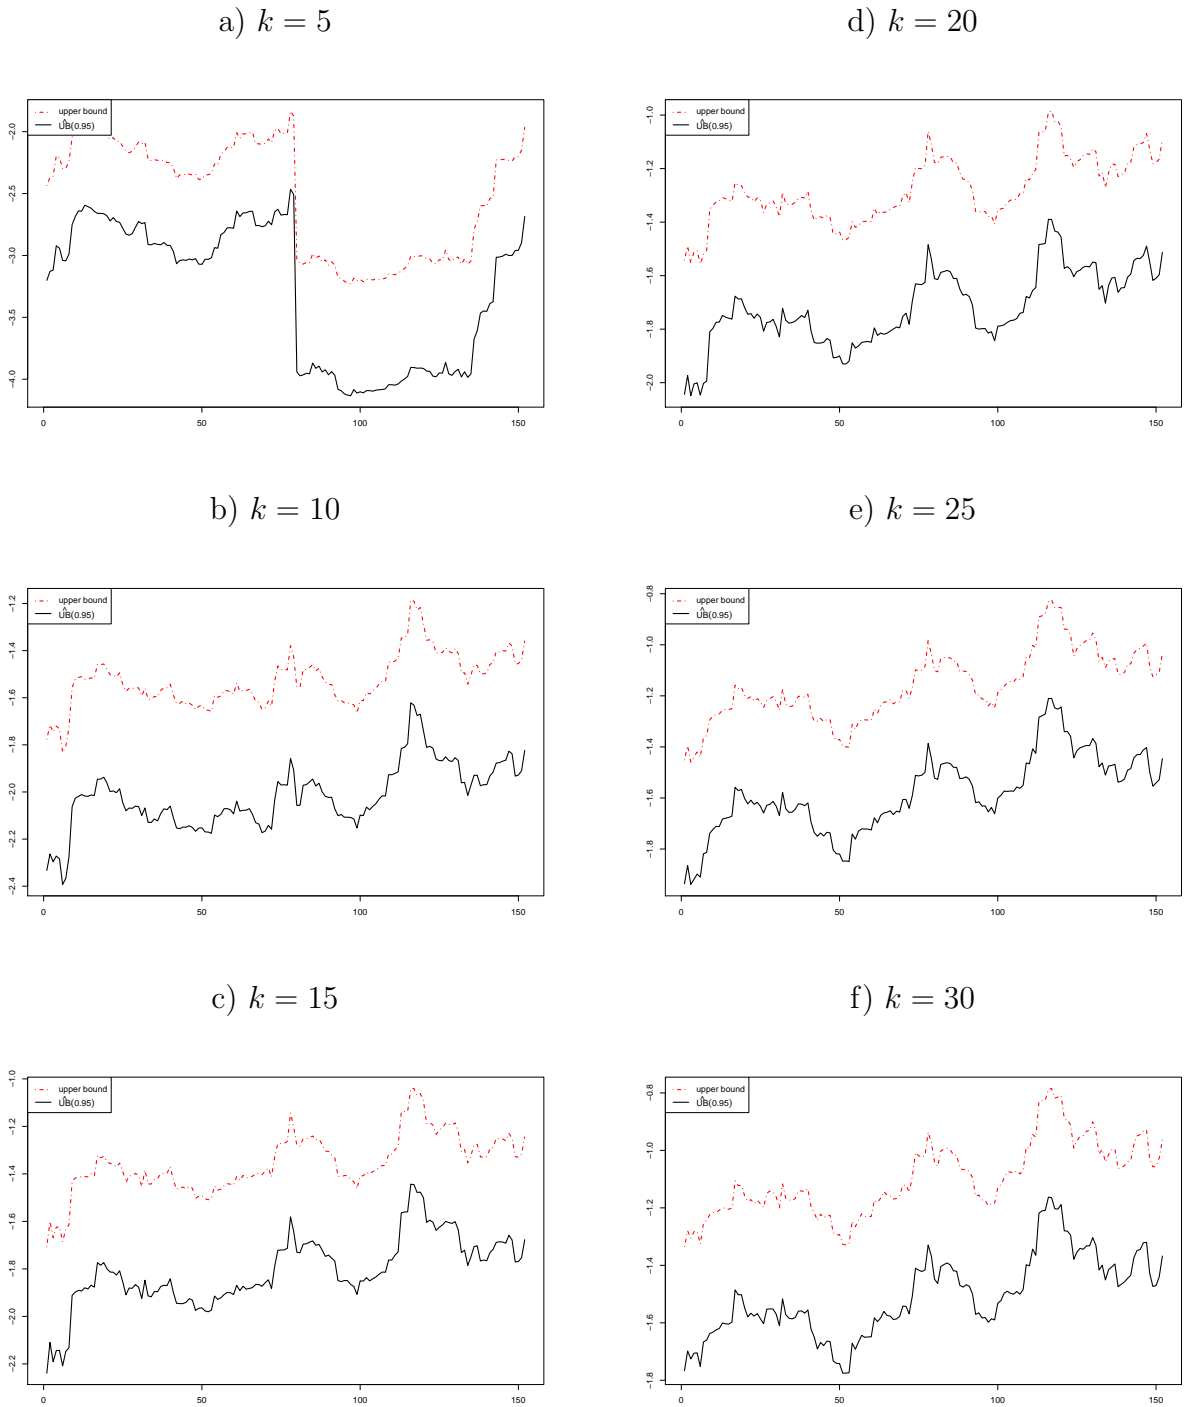 a) k = 5
upper bound
UB̂(0.95)
−2.0
−2.5
−3.0
−3.5
−4.0
0 50 100 150
b) k = 10
upper bound
UB̂(0.95)
−1.2
−1.4
−1.6
−1.8
−2.0
−2.2
−2.4
0 50 100 150
c) k = 15
upper bound
UB̂(0.95)
−1.0
−1.2
−1.4
−1.6
−1.8
−2.0
−2.2
0 50 100 150
d) k = 20
upper bound
UB̂(0.95)
−1.0
−1.2
−1.4
−1.6
−1.8
−2.0
0 50 100 150
e) k = 25
upper bound
UB̂(0.95)
−0.8
−1.0
−1.2
−1.4
−1.6
−1.8
0 50 100 150
f) k = 30
upper bound
UB̂(0.95)
−0.8
−1.0
−1.2
−1.4
−1.6
−1.8
0 50 100 150